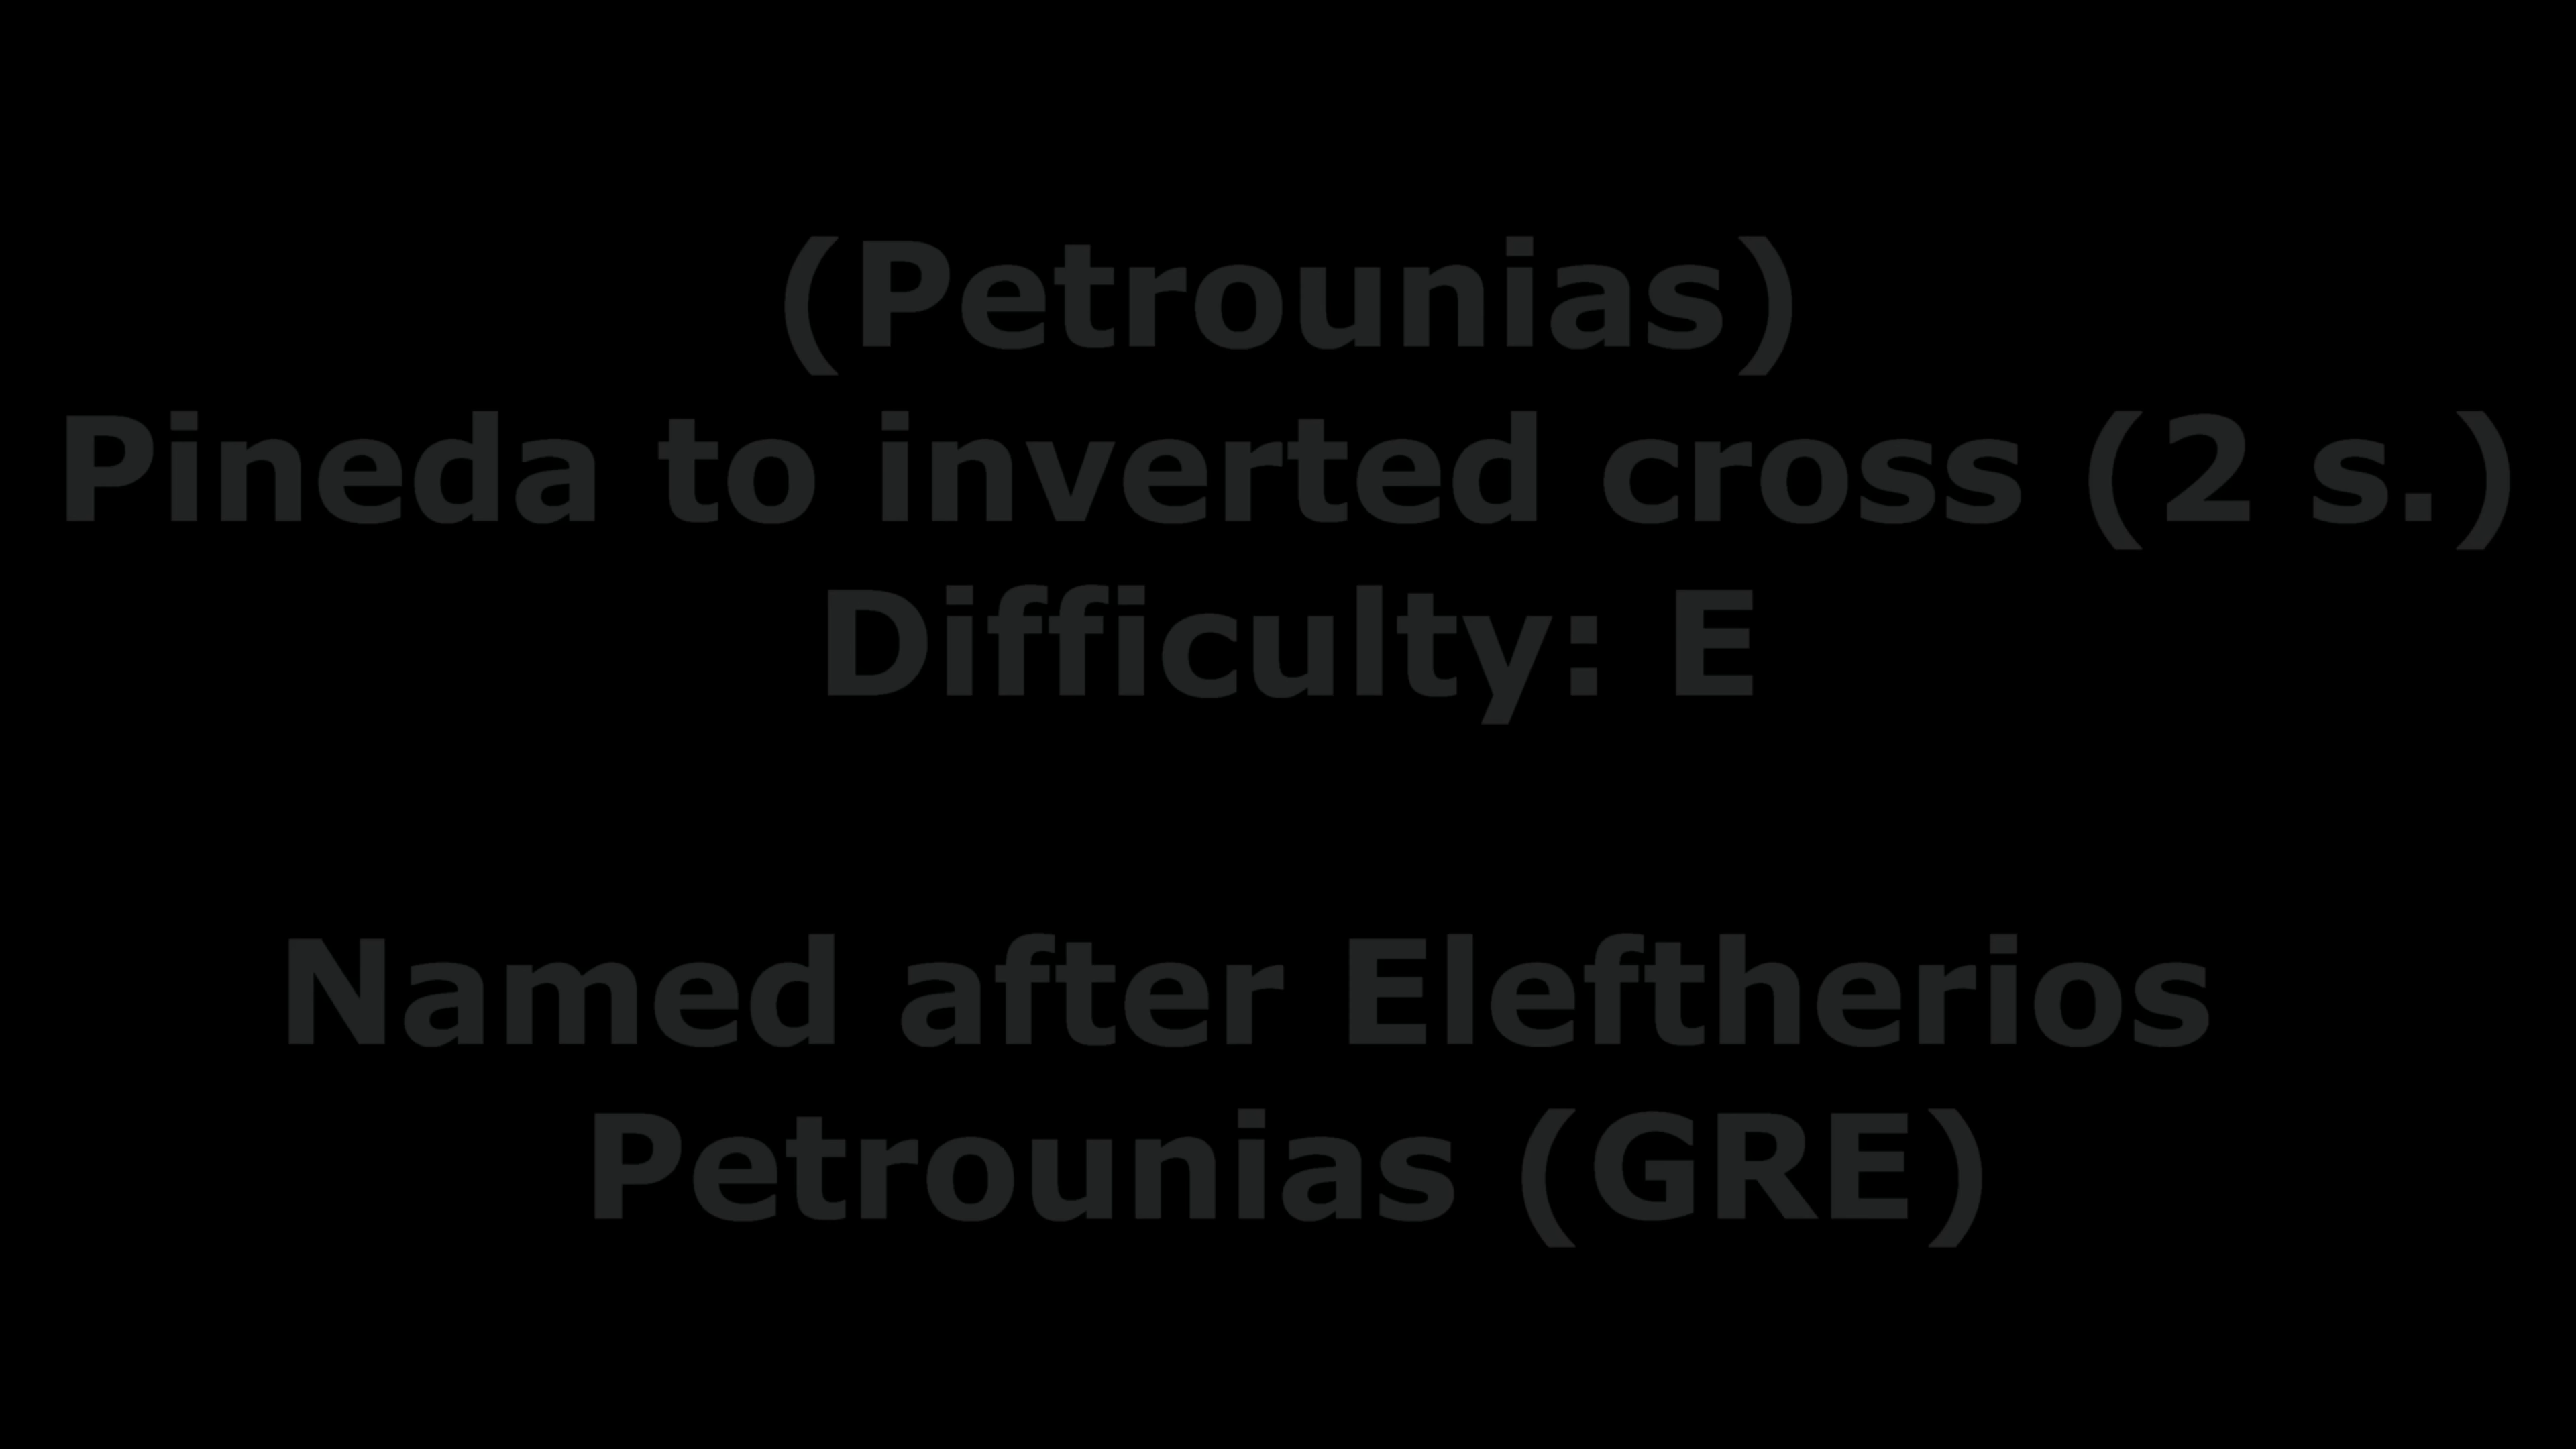 (Petrounias)
Pineda to inverted cross (2 s.)
Difficulty: E
Named after Eleftherios
Petrounias (GRE)